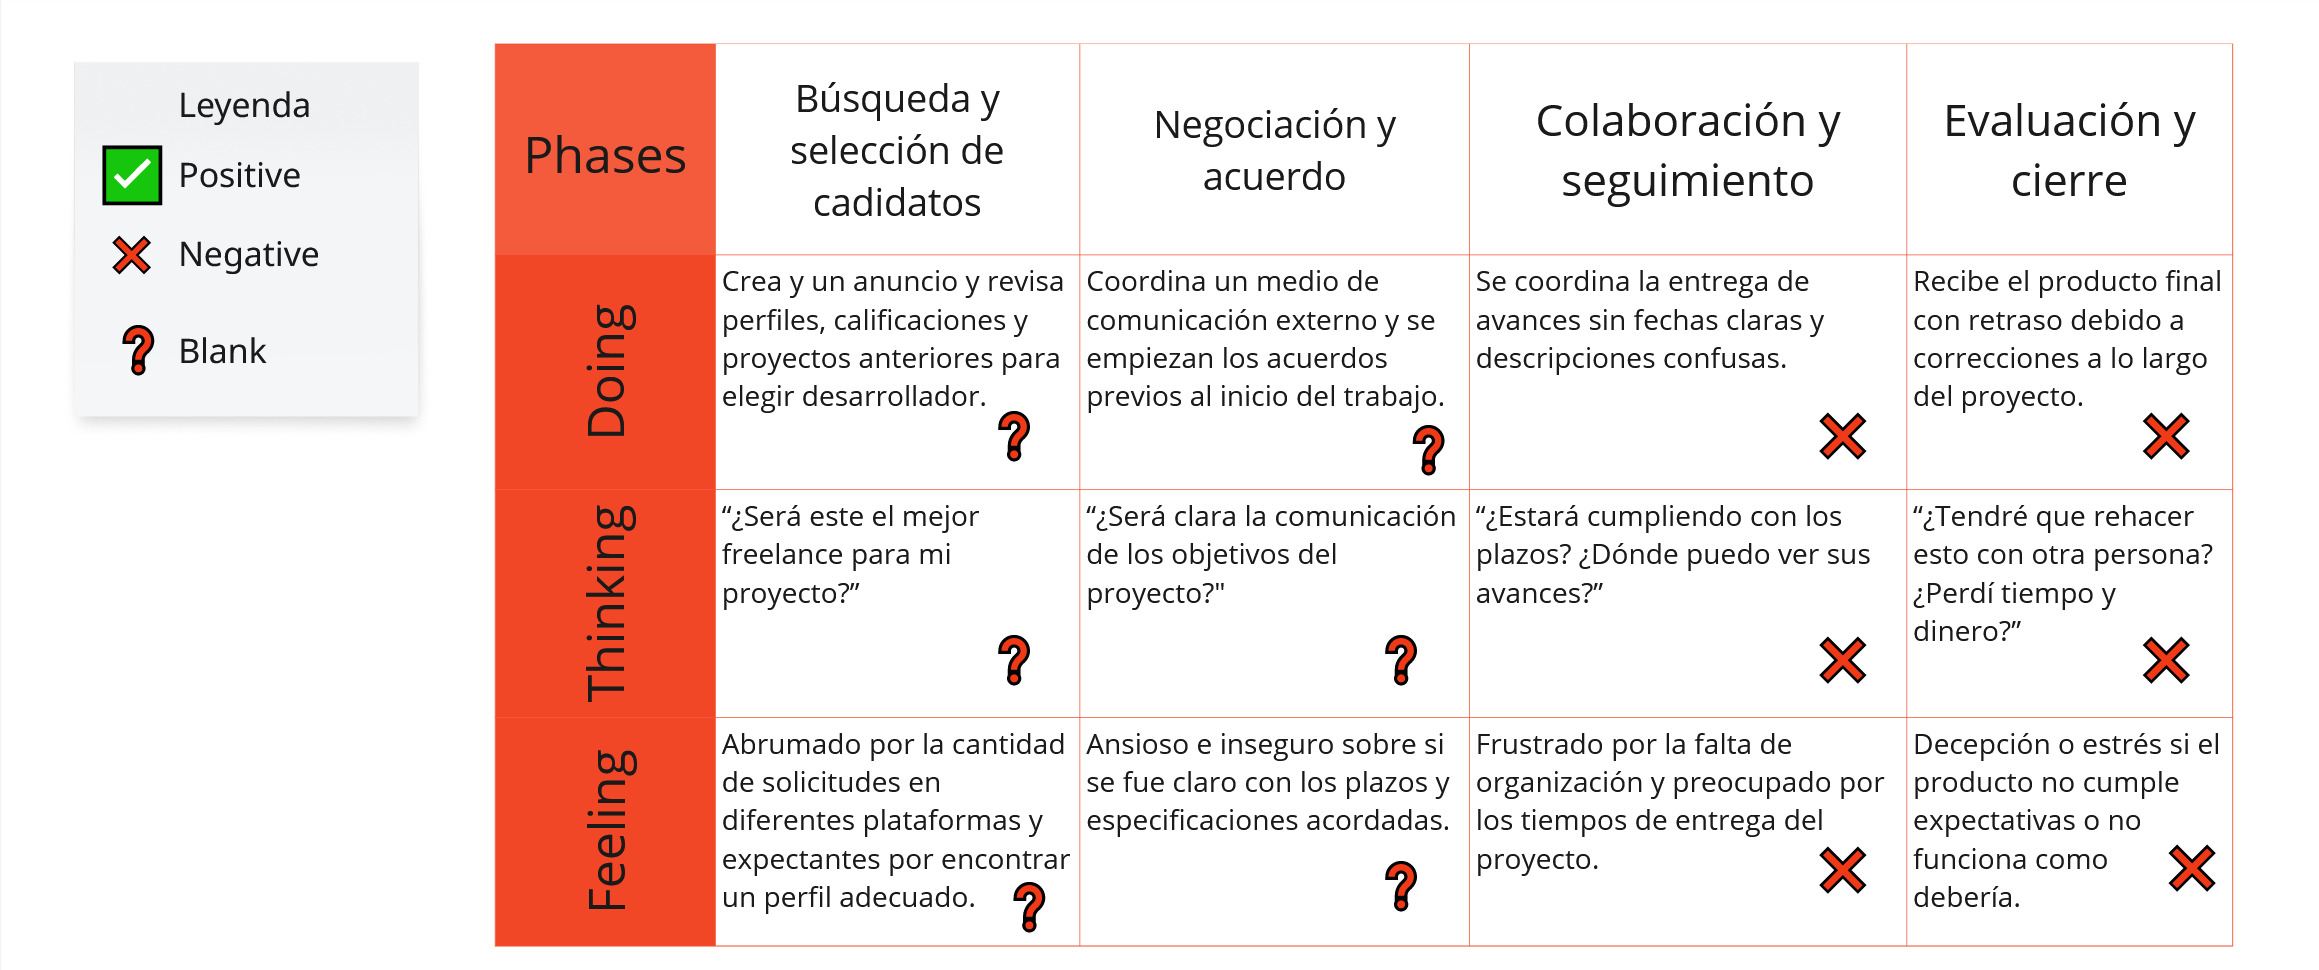 Leyenda
Positive
Negative
Blank
Phases
Búsqueda y
selección de
cadidatos
Negociación y
acuerdo
Colaboración y
seguimiento
Evaluación y
cierre
Doing
Crea y un anuncio y revisa
perfiles, calificaciones y
proyectos anteriores para
elegir desarrollador.
Coordina un medio de
comunicación externo y se
empiezan los acuerdos
previos al inicio del trabajo.
Se coordina la entrega de
avances sin fechas claras y
descripciones confusas.
Recibe el producto final
con retraso debido a
correcciones a lo largo
del proyecto.
Thinking
“¿Será este el mejor
freelance para mi
proyecto?”
“¿Será clara la comunicación
de los objetivos del
proyecto?"
“¿Estará cumpliendo con los
plazos? ¿Dónde puedo ver sus
avances?”
“¿Tendré que rehacer
esto con otra persona?
¿Perdí tiempo y
dinero?”
Feeling
Abrumado por la cantidad
de solicitudes en
diferentes plataformas y
expectantes por encontrar
un perfil adecuado.
Ansioso e inseguro sobre si
se fue claro con los plazos y
especificaciones acordadas.
Frustrado por la falta de
organización y preocupado por
los tiempos de entrega del
proyecto.
Decepción o estrés si el
producto no cumple
expectativas o no
funciona como
debería.